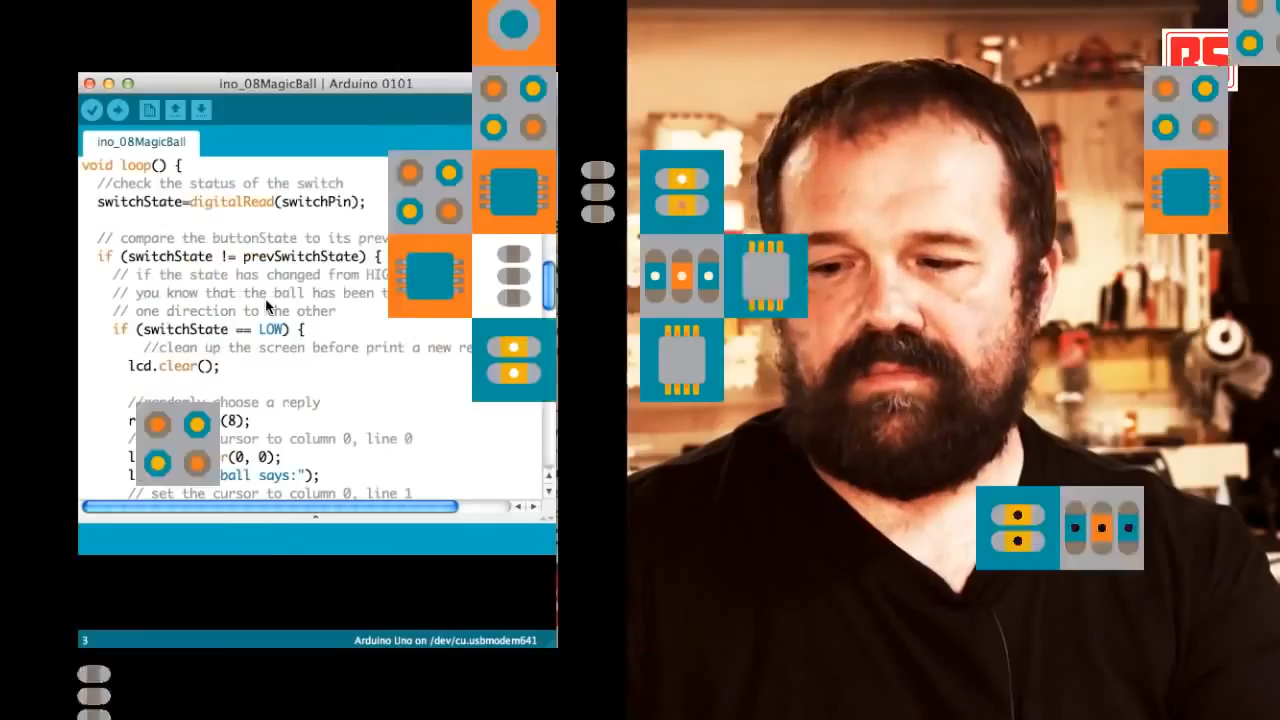 RS
ino_08MagicBall | Arduino 0101
ino_08MagicBall
void loop() {
//check the status of the switch
switchState=digitalRead(switchPin);
// compare the buttonState to its prev
if (switchState != prevSwitchState) {
// if the state has changed from HIG
// you know that the ball has been t
// one direction to the other
if (switchState == LOW) {
//clean up the screen before print a new re
lcd.clear();
//randomly choose a reply
r (8);
// ursor to column 0, line 0
l r(0, 0);
l ball says:");
// set the cursor to column 0, line 1
3
Arduino Uno on /dev/cu.usbmodem641